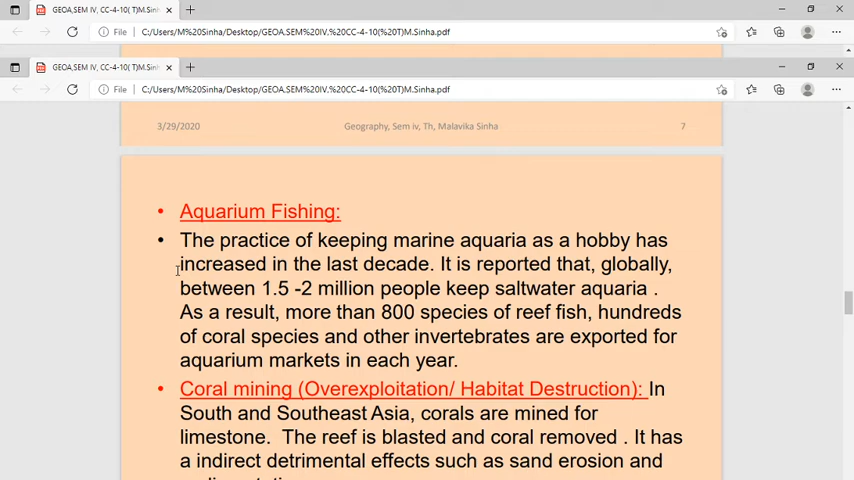 GEOA,SEM IV, CC-4-10( T)M.Sinh
File C:/Users/M%20Sinha/Desktop/GEOA.SEM%20IV.%20CC-4-10(%20T)M.Sinha.pdf
GEOA,SEM IV, CC-4-10( T)M.Sinh
File C:/Users/M%20Sinha/Desktop/GEOA.SEM%20IV.%20CC-4-10(%20T)M.Sinha.pdf
3/29/2020 Geography, Sem iv, Th, Malavika Sinha 7
• Aquarium Fishing:
• The practice of keeping marine aquaria as a hobby has
increased in the last decade. It is reported that, globally,
between 1.5 -2 million people keep saltwater aquaria .
As a result, more than 800 species of reef fish, hundreds
of coral species and other invertebrates are exported for
aquarium markets in each year.
• Coral mining (Overexploitation/ Habitat Destruction): In
South and Southeast Asia, corals are mined for
limestone. The reef is blasted and coral removed . It has
a indirect detrimental effects such as sand erosion and